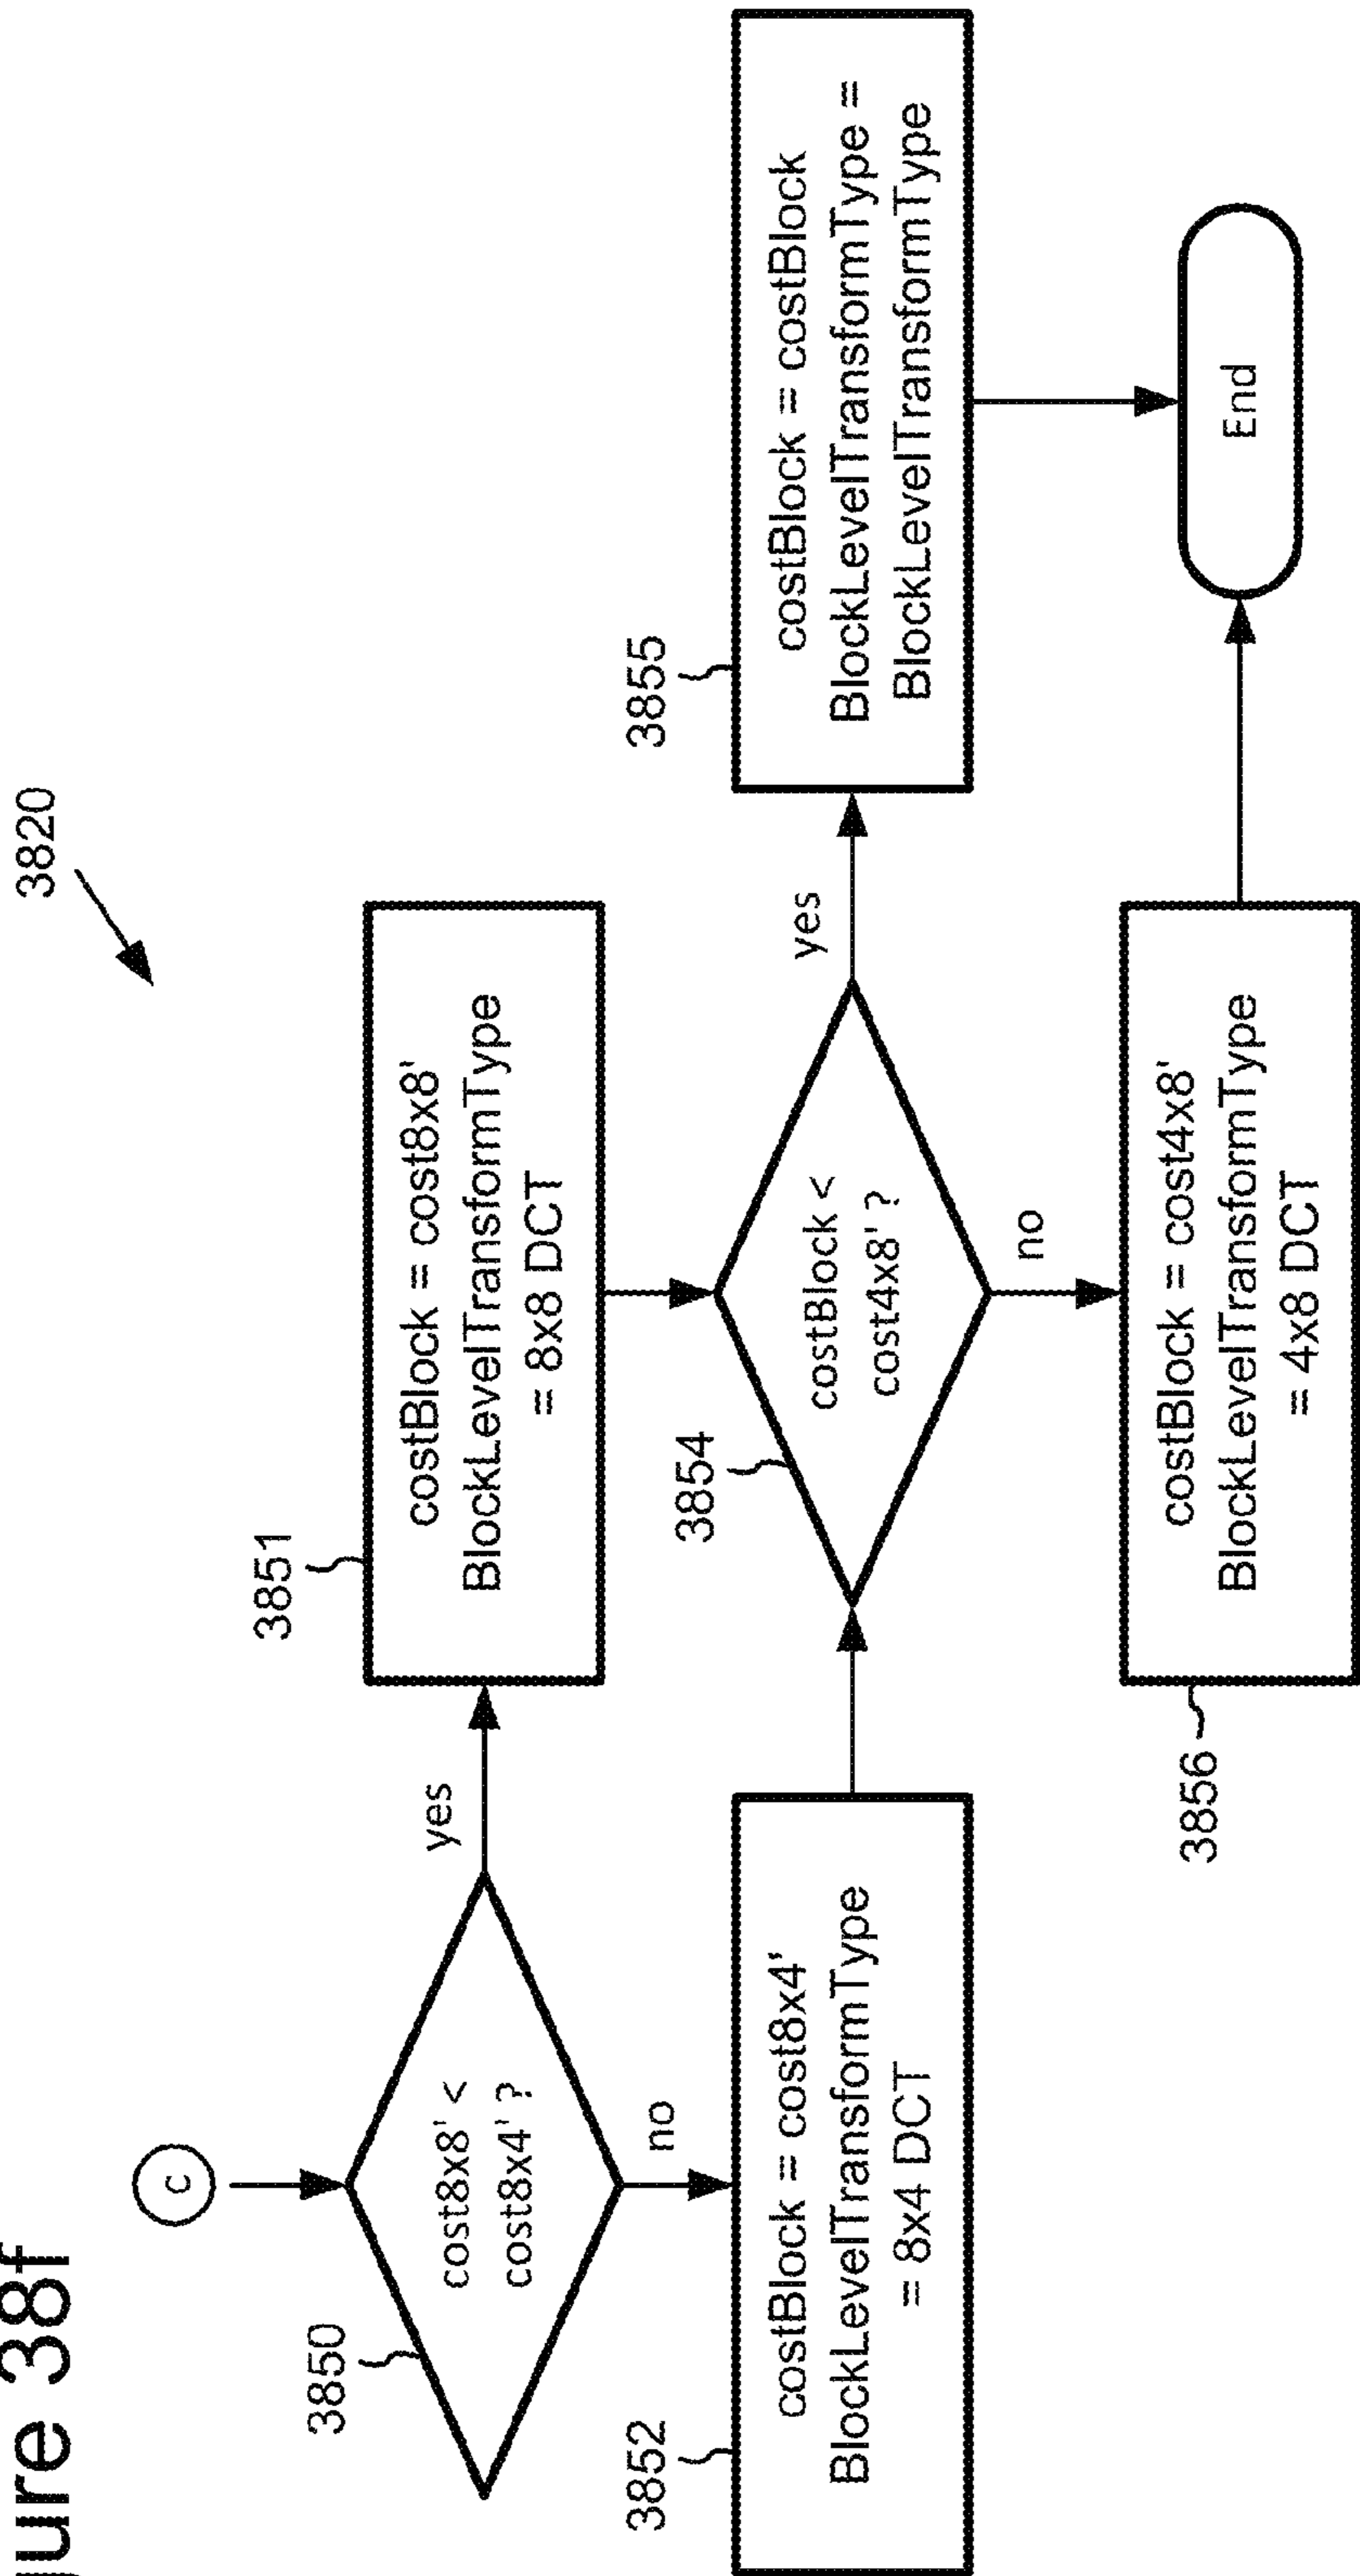 ure 38f
3820
c
3850
cost8x8' <
cost8x4' ?
yes
no
3851
costBlock = cost8x8'
BlockLevelTransformType
= 8x8 DCT
3852
costBlock = cost8x4'
BlockLevelTransformType
= 8x4 DCT
3854
costBlock <
cost4x8' ?
yes
no
3855
costBlock = costBlock
BlockLevelTransformType =
BlockLevelTransformType
3856
costBlock = cost4x8'
BlockLevelTransformType
= 4x8 DCT
End